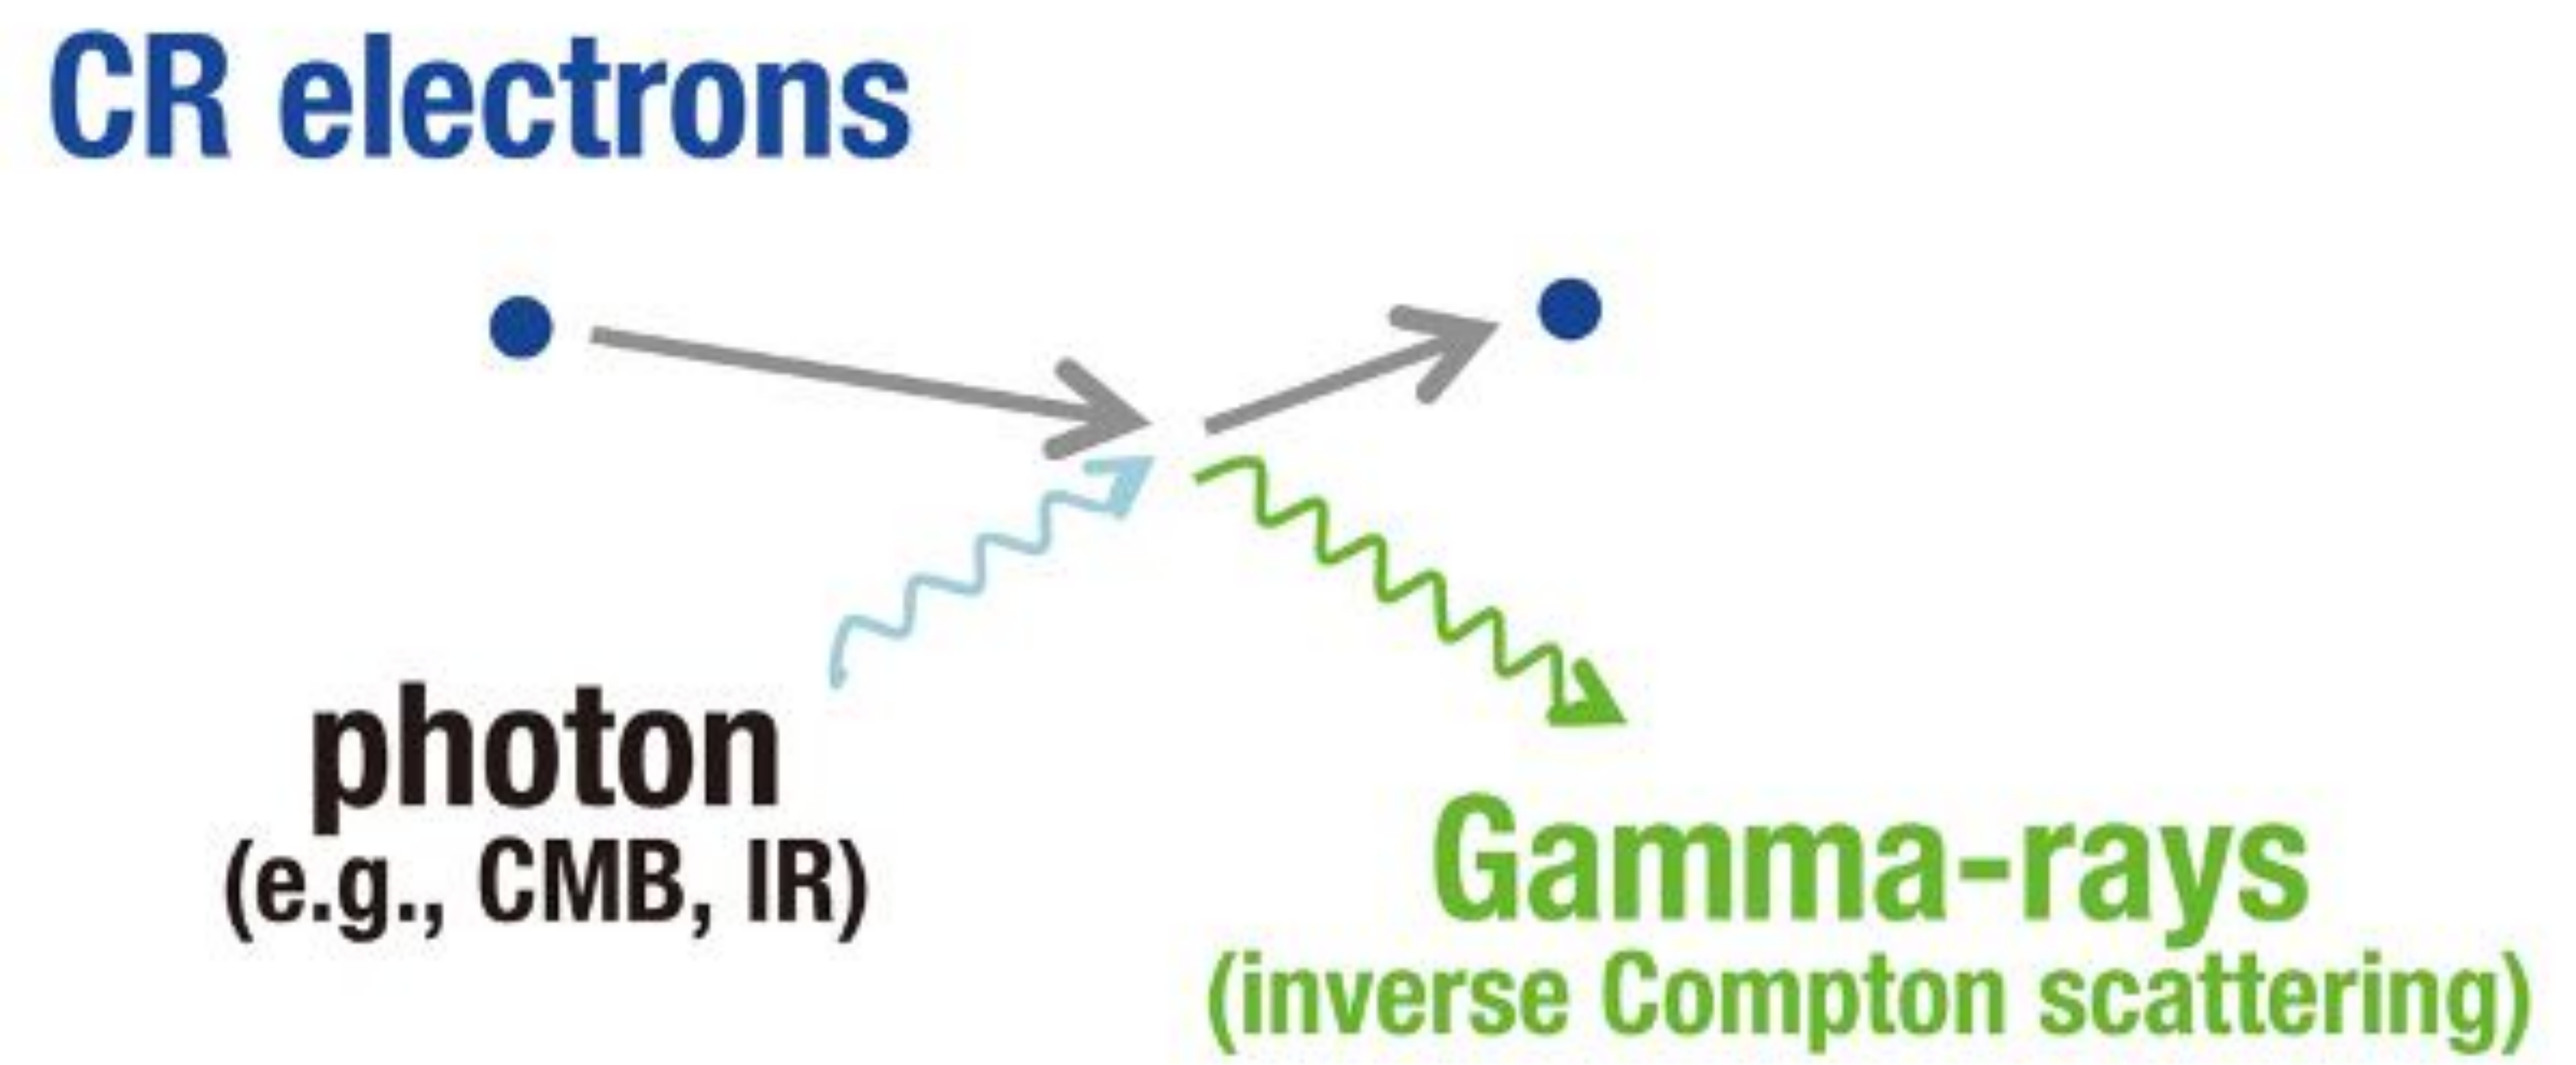 CR electrons
photon
(e.g., CMB, IR)
Gamma-rays
(inverse Compton scattering)